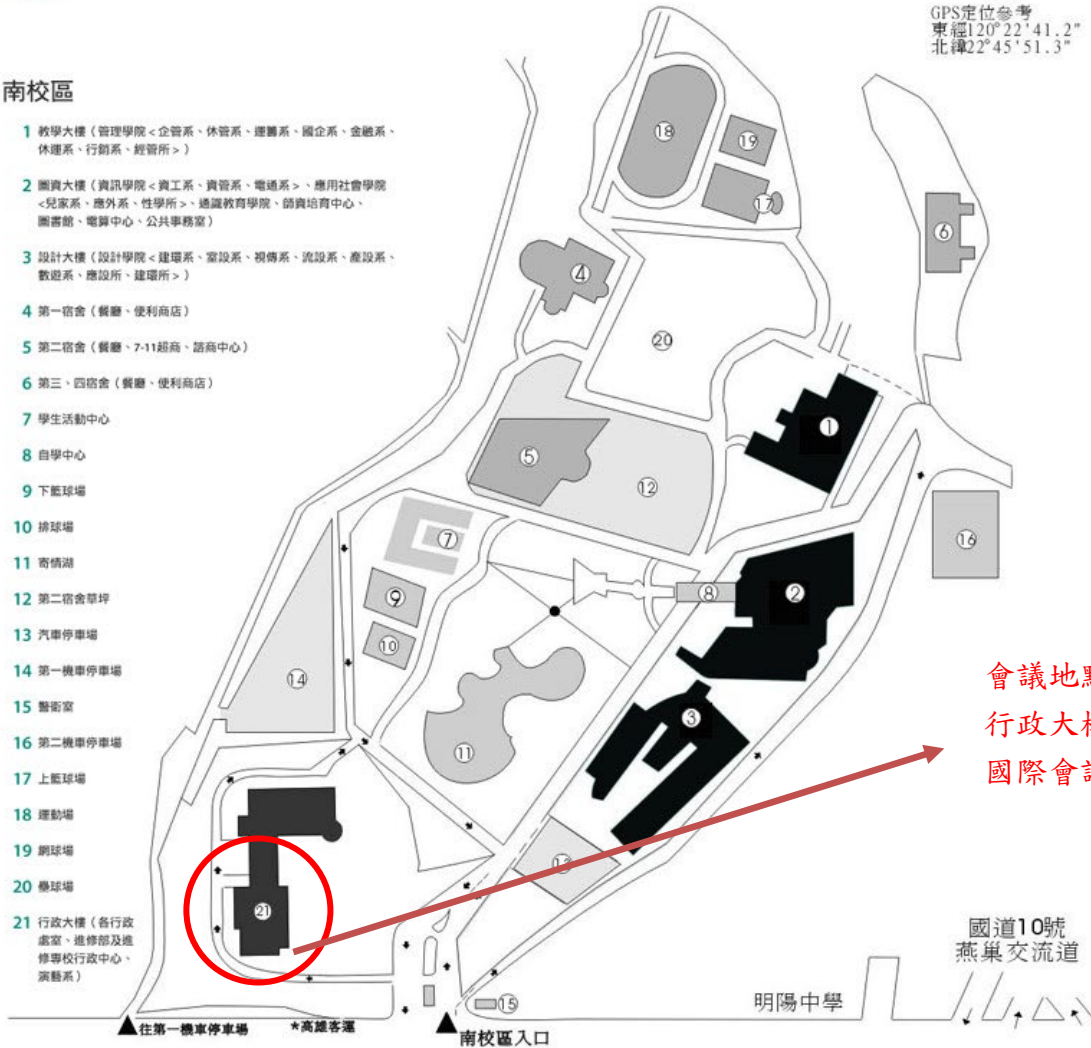 GPS定位參考
東經120°22'41.2"
北緯22°45'51.3"
南校區
1 教學大樓（管理學院<企管系、休管系、運籌系、國企系、金融系、
休運系、行銷系、經管所>）
2 圖資大樓（資訊學院<資工系、資管系、電通系>、應用社會學院
<兒家系、應外系、性學所>、通識教育學院、師資培育中心、
圖書館、電算中心、公共事務室）
3 設計大樓（設計學院<建環系、室設系、視傳系、流設系、產設系、
數遊系、應設所、建環所>）
4 第一宿舍（餐廳、便利商店）
5 第二宿舍（餐廳、7-11超商、諮商中心）
6 第三、四宿舍（餐廳、便利商店）
7 學生活動中心
8 自學中心
9 下籃球場
10 排球場
11 寄情湖
12 第二宿舍草坪
13 汽車停車場
14 第一機車停車場
15 警衛室
16 第二機車停車場
17 上籃球場
18 運動場
19 網球場
20 壘球場
21 行政大樓（各行政
處室、進修部及進
修專校行政中心、
演藝系）
18
19
17
6
4
20
1
5
12
16
7
8
2
9
10
14
3
11
13
21
15
會議地
行政大
國際會
國道10號
燕巢交流道
明陽中學
往第一機車停車場
*高雄客運
南校區入口